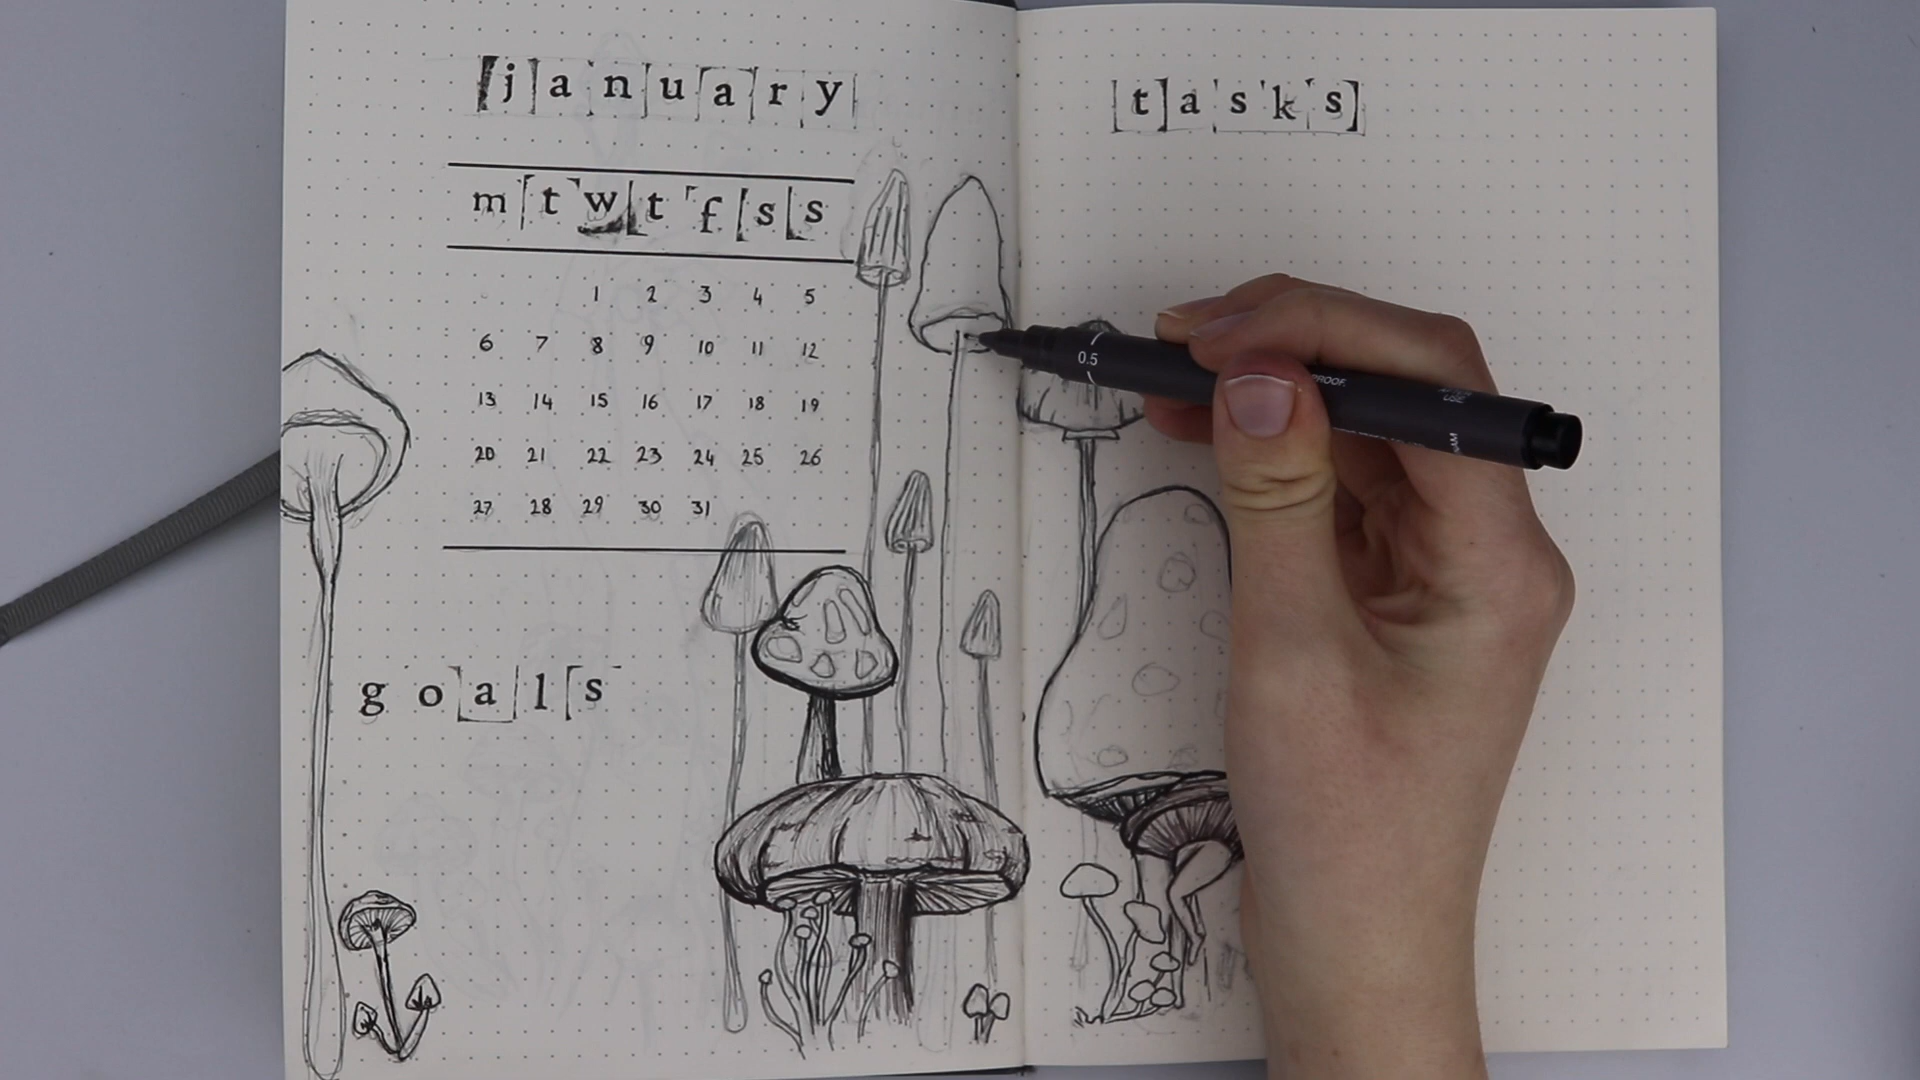 january
m t w t f s s
1 2 3 4 5
6 7 8 9 10 11 12
13 14 15 16 17 18 19
20 21 22 23 24 25 26
27 28 29 30 31
goals
tasks
0.5
PROOF.